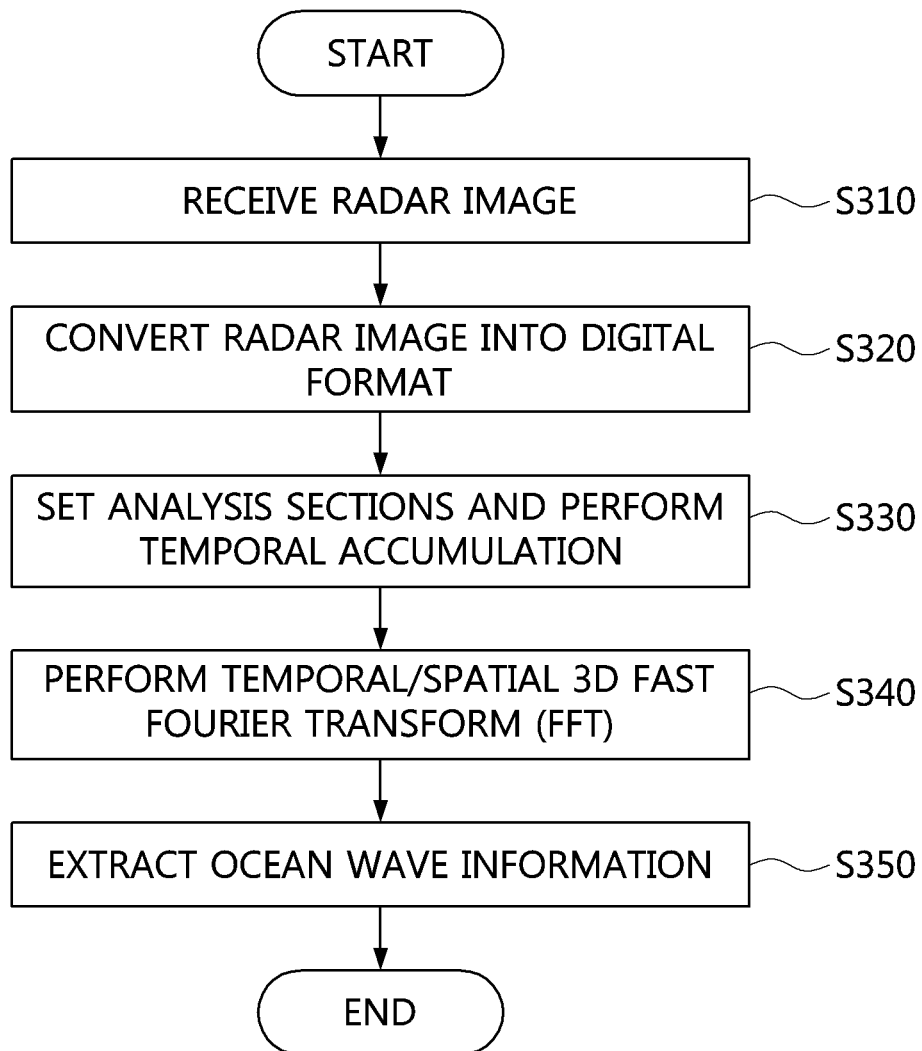 START
RECEIVE RADAR IMAGE
S310
CONVERT RADAR IMAGE INTO DIGITAL
FORMAT
S320
SET ANALYSIS SECTIONS AND PERFORM
TEMPORAL ACCUMULATION
S330
PERFORM TEMPORAL/SPATIAL 3D FAST
FOURIER TRANSFORM (FFT)
S340
EXTRACT OCEAN WAVE INFORMATION
S350
END